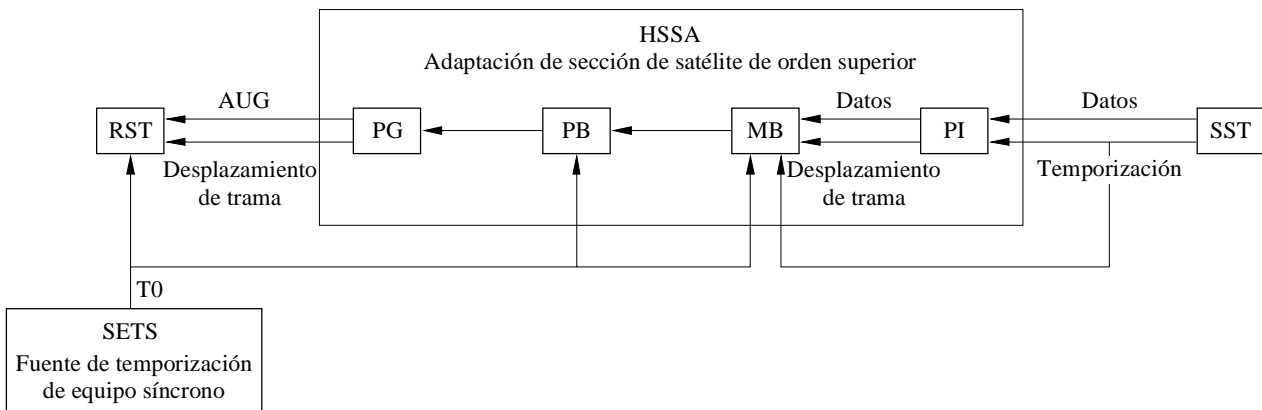 HSSA
Adaptación de sección de satélite de orden superior
AUG
Datos
Datos
RST
PG
PB
MB
PI
SST
Desplazamiento
de trama
Desplazamiento
de trama
Temporización
T0
SETS
Fuente de temporización
de equipo síncrono